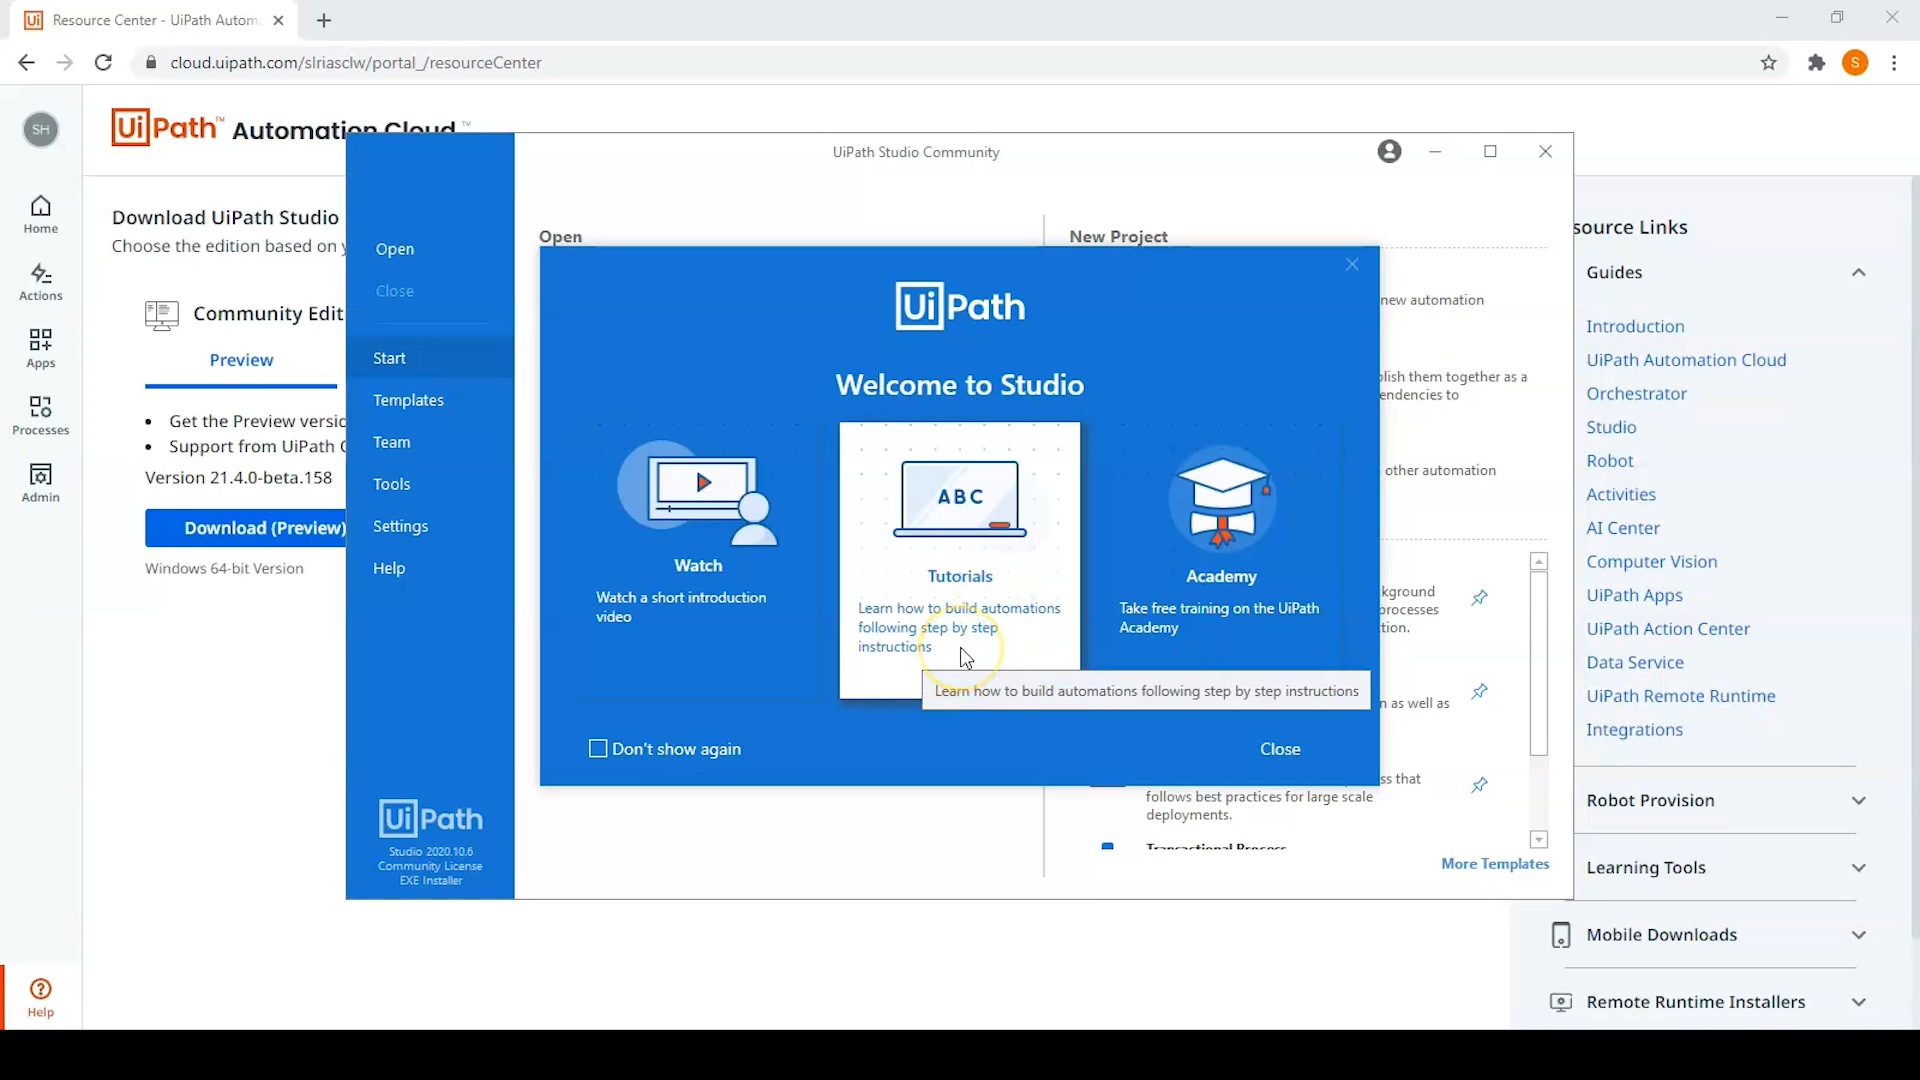 Resource Center - UiPath Autom
cloud.uipath.com/slriasclw/portal_/resourceCenter
S
SH
UiPath™ Automation Cloud™
Home
Actions
Apps
Processes
Admin
Help
Download UiPath Studio
Choose the edition based on
Community Edit
Preview
Get the Preview versio
Support from UiPath
Version 21.4.0-beta.158
Download (Preview)
Windows 64-bit Version
UiPath Studio Community
Open
Close
Start
Templates
Team
Tools
Settings
Help
UiPath
Studio 2020.10.6
Community License
EXE Installer
Open
New Project
new automation
blish them together as a
endencies to
other automation
kground
processes
tion.
n as well as
ss that
follows best practices for large scale
deployments.
Transactional Process
More Templates
UiPath
Welcome to Studio
Watch
Watch a short introduction
video
ABC
Tutorials
Learn how to build automations
following step by step
instructions
Academy
Take free training on the UiPath
Academy
Learn how to build automations following step by step instructions
Don't show again
Close
source Links
Guides
Introduction
UiPath Automation Cloud
Orchestrator
Studio
Robot
Activities
AI Center
Computer Vision
UiPath Apps
UiPath Action Center
Data Service
UiPath Remote Runtime
Integrations
Robot Provision
Learning Tools
Mobile Downloads
Remote Runtime Installers